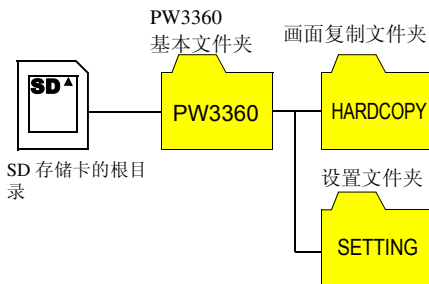 PW3360
基本文件夹
画面复制文件夹
SD
PW3360
HARDCOPY
SD 存储卡的根目
录
设置文件夹
SETTING